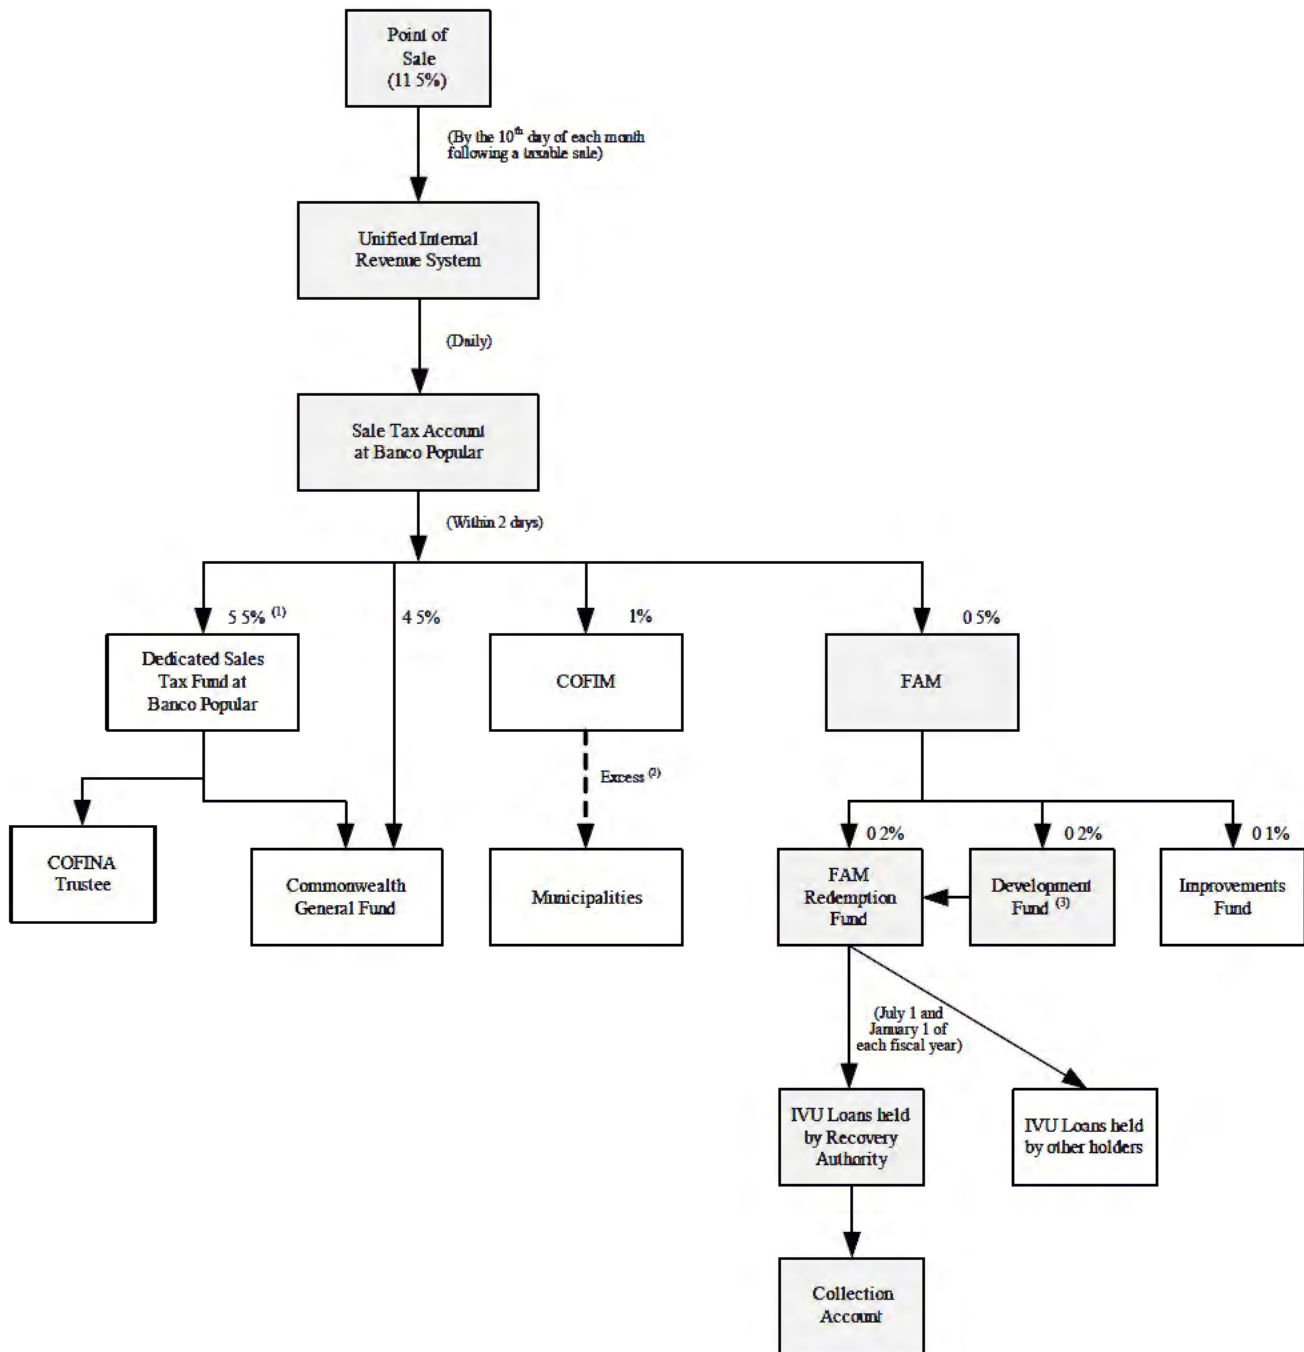 Point of
Sale
(11 5%)
(By the 10th day of each month
following a taxable sale)
Unified Internal
Revenue System
(Daily)
Sale Tax Account
at Banco Popular
(Within 2 days)
5 5% (1)
4 5%
1%
0 5%
Dedicated Sales
Tax Fund at
Banco Popular
COFIM
FAM
Excess (2)
0 2%
0 2%
0 1%
COFINA
Trustee
Commonwealth
General Fund
Municipalities
FAM
Redemption
Fund
Development
Fund (3)
Improvements
Fund
(July 1 and
January 1 of
each fiscal year)
IVU Loans held
by Recovery
Authority
IVU Loans held
by other holders
Collection
Account